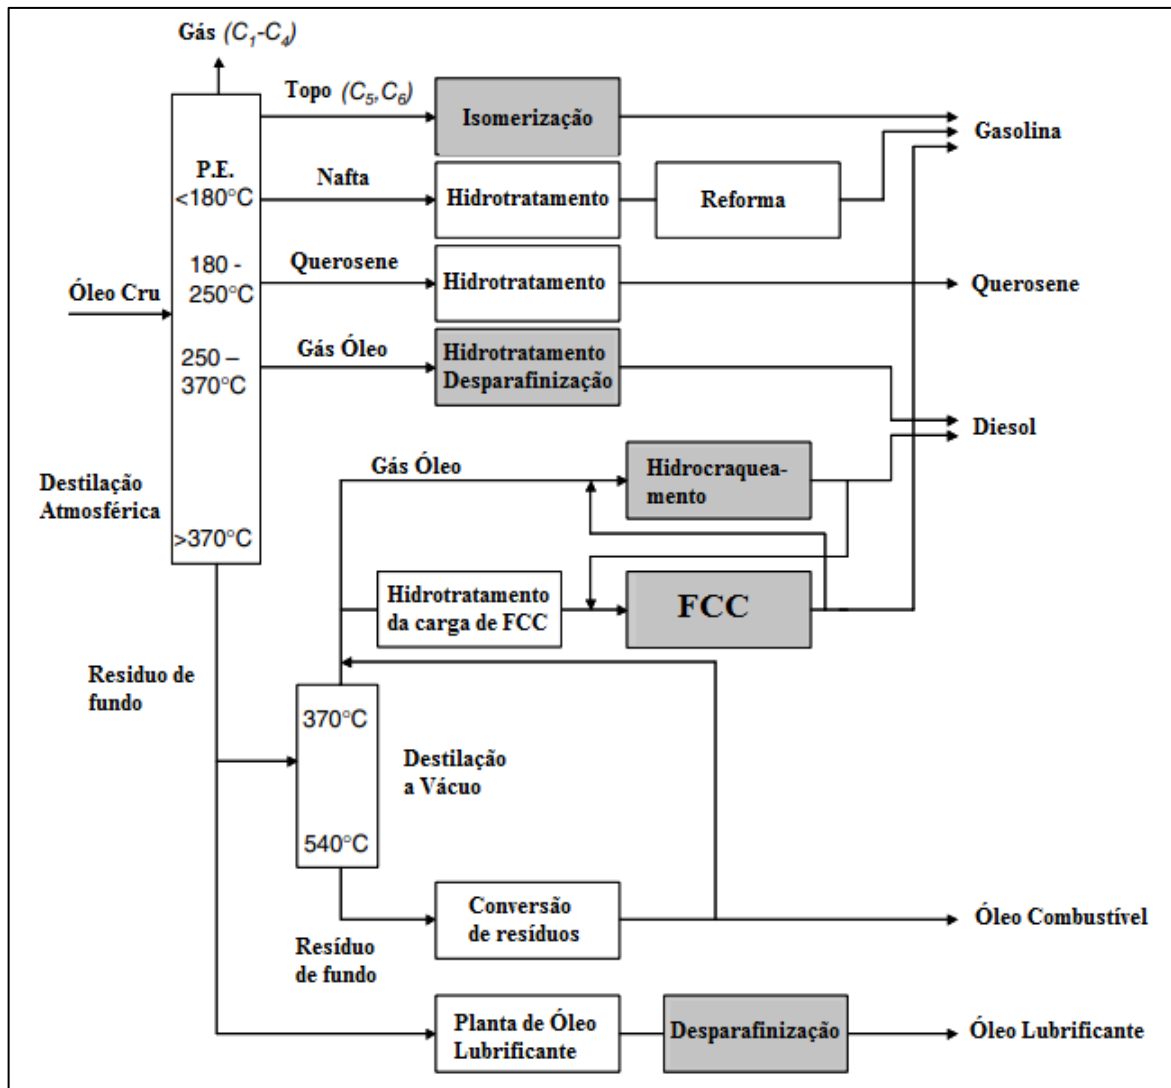 Gás (C1-C4)
Topo (C5,C6)
Isomerização
Gasolina
P.E.
<180°C
Nafta
Hidrotratamento
Reforma
180 -
250°C
Querosene
Hidrotratamento
Querosene
Óleo Cru
250 –
370°C
Gás Óleo
Hidrotratamento
Desparafinização
Diesol
Gás Óleo
Hidrocraquea-
mento
Destilação
Atmosférica
>370°C
Hidrotratamento
da carga de FCC
FCC
Resíduo de
fundo
370°C
540°C
Destilação
a Vácuo
Conversão
de resíduos
Óleo Combustível
Resíduo
de fundo
Planta de Óleo
Lubrificante
Desparafinização
Óleo Lubrificante